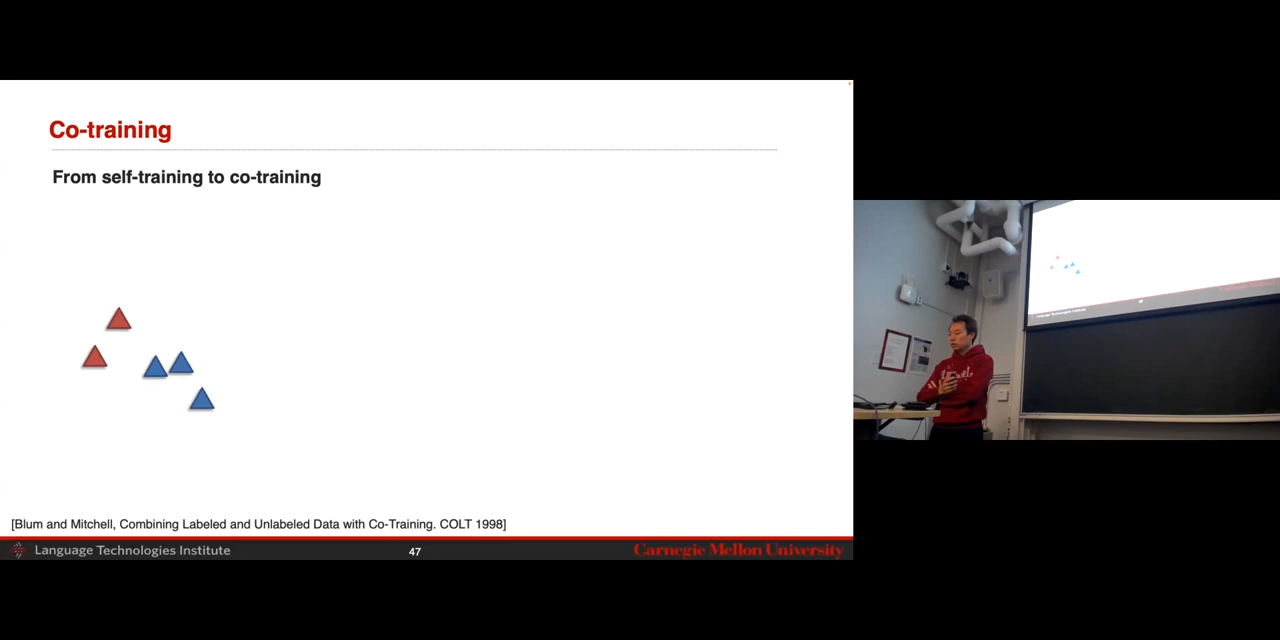 Co-training
From self-training to co-training
[Blum and Mitchell, Combining Labeled and Unlabeled Data with Co-Training. COLT 1998]
Language Technologies Institute
47
Carnegie Mellon University